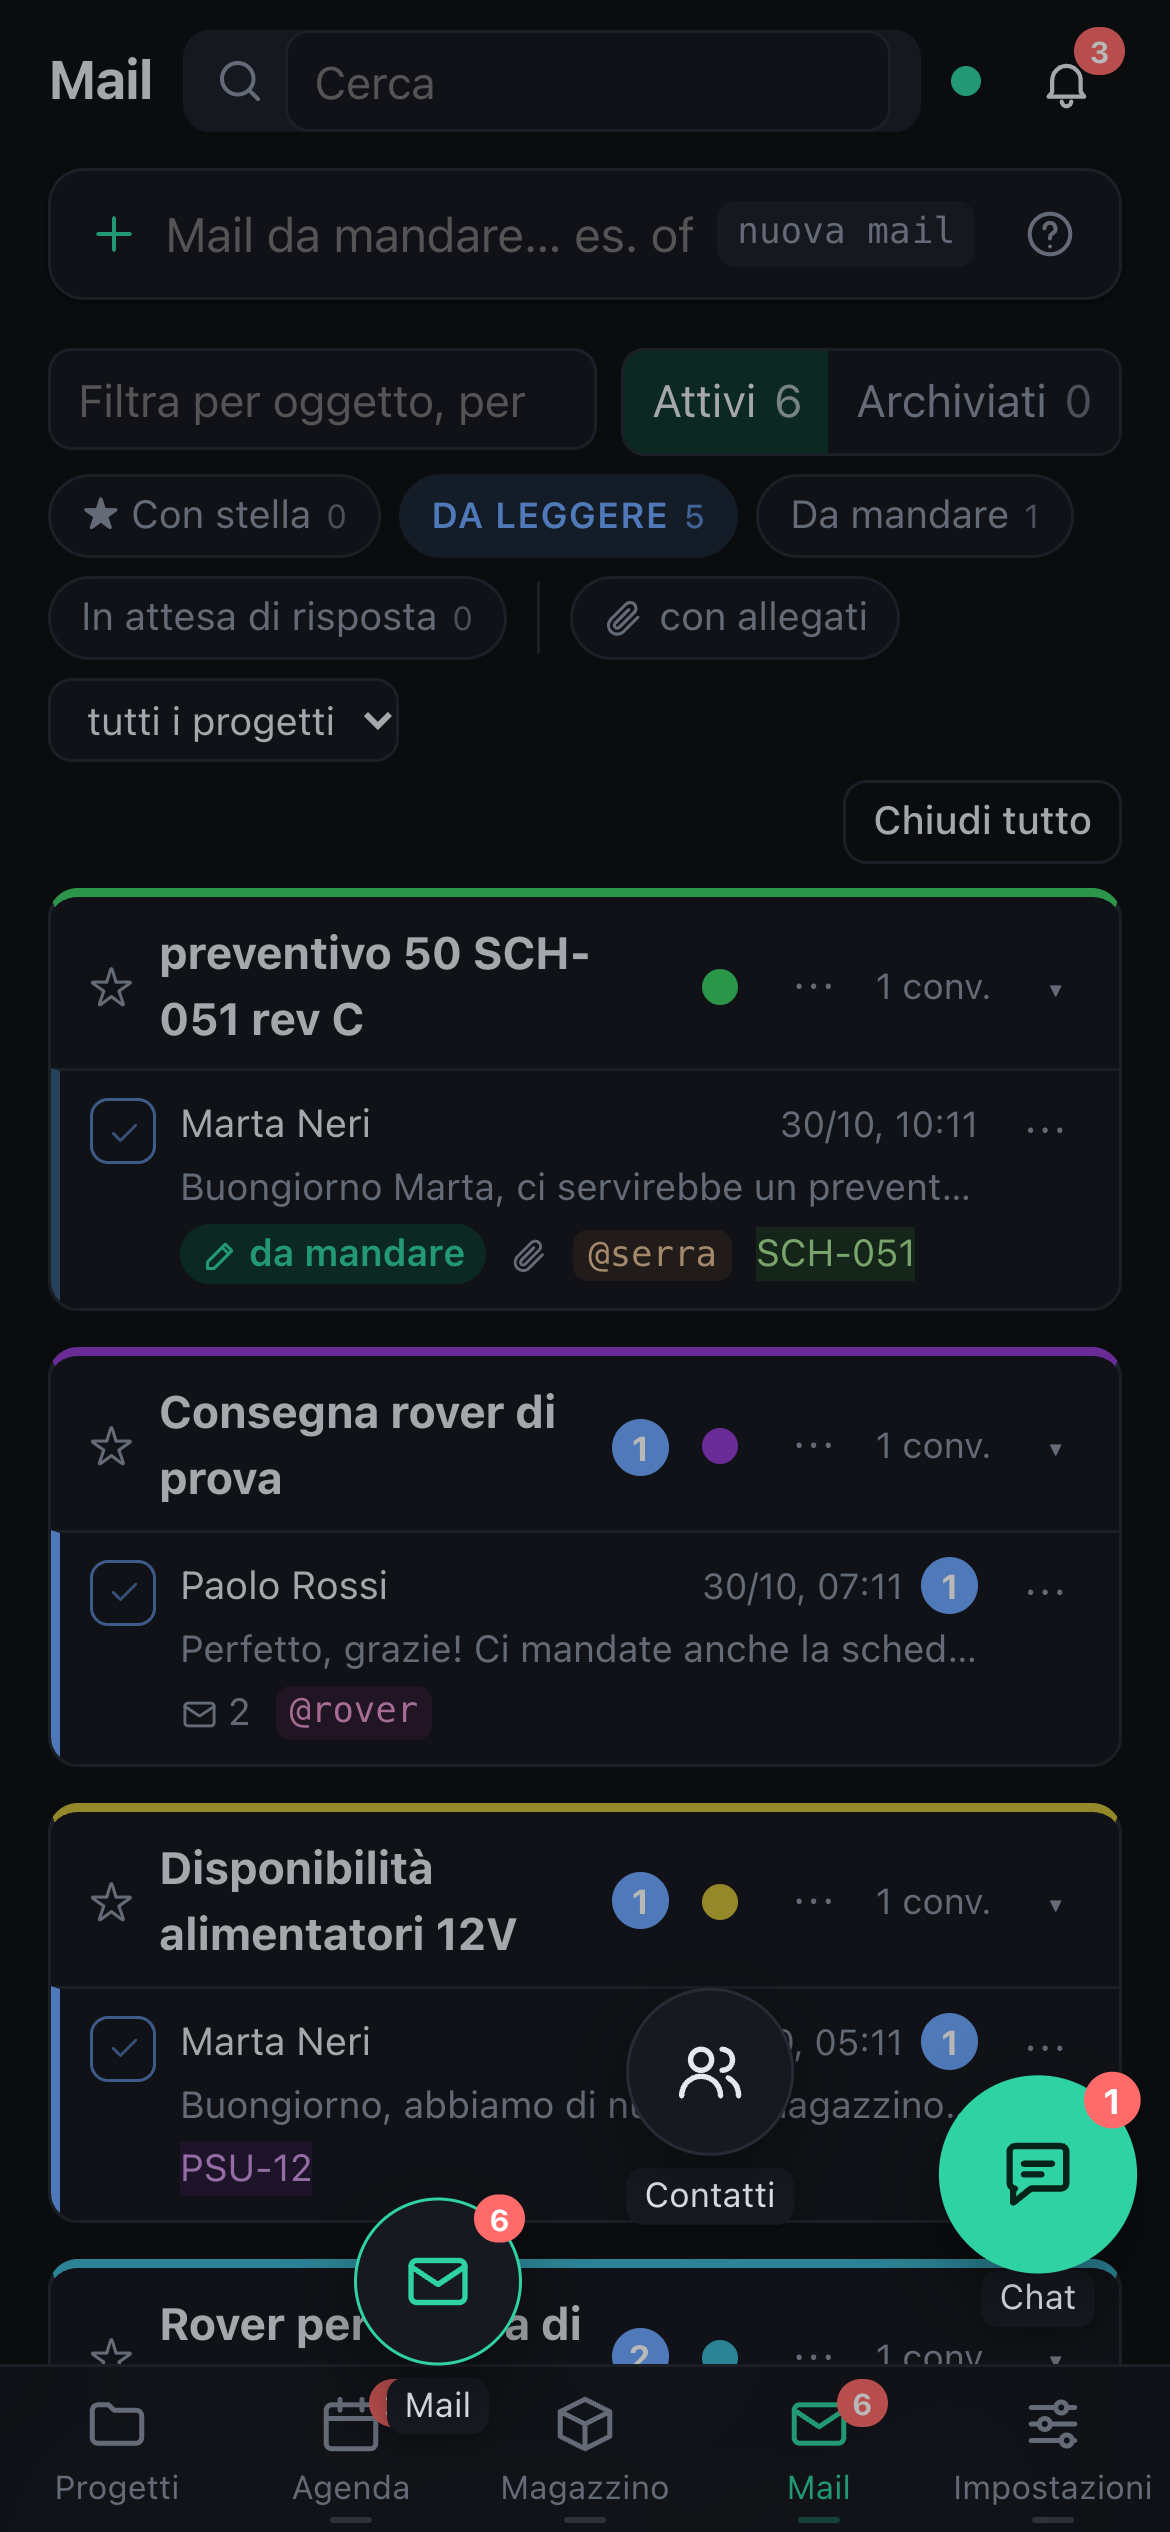 Mail
Cerca
3
Mail da mandare... es. of
nuova mail
Filtra per oggetto, per
Attivi 6
Archiviati 0
Con stella 0
DA LEGGERE 5
Da mandare 1
In attesa di risposta 0
con allegati
tutti i progetti
Chiudi tutto
preventivo 50 SCH-
051 rev C
... 1 conv.
Marta Neri
30/10, 10:11 ...
Buongiorno Marta, ci servirebbe un prevent...
da mandare
@serra
SCH-051
Consegna rover di
prova
1 ... 1 conv.
Paolo Rossi
30/10, 07:11 1 ...
Perfetto, grazie! Ci mandate anche la sched...
2 @rover
Disponibilità
alimentatori 12V
1 ... 1 conv.
Marta Neri
, 05:11 1 ...
Buongiorno, abbiamo di
PSU-12
Contatti
1
Chat
6
Mail
Rover per
di
2 ... 1 conv.
Progetti
Agenda
Magazzino
6
Mail
Impostazioni